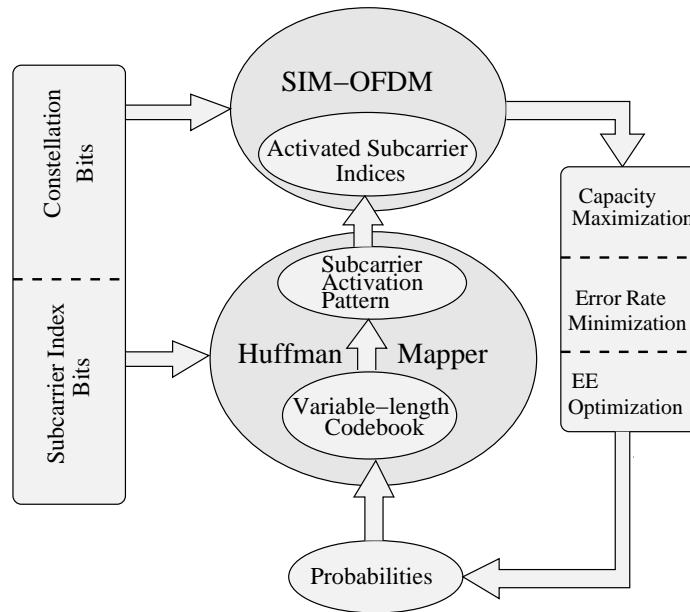 SIM–OFDM
Activated Subcarrier
Indices
Constellation
Bits
Subcarrier Index
Bits
Subcarrier
Activation
Pattern
Huffman Mapper
Variable–length
Codebook
Probabilities
Capacity
Maximization
Error Rate
Minimization
EE
Optimization